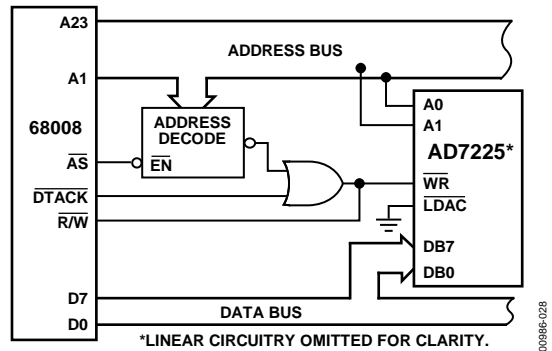 A23
ADDRESS BUS
A1
A0
A1
68008
ADDRESS
DECODE
EN
AD7225*
AS
WR
DTACK
LDAC
R/W
DB7
DB0
D7
DATA BUS
D0
*LINEAR CIRCUITRY OMITTED FOR CLARITY.
00986-028